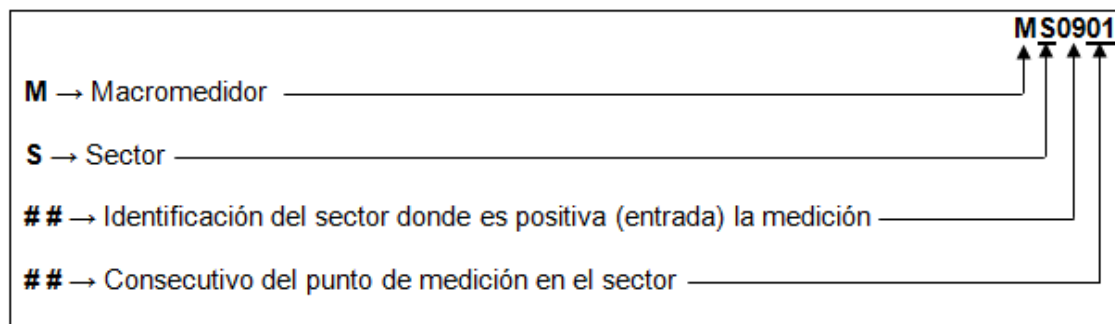 MS0901
M → Macromedidor
S → Sector
## → Identificación del sector donde es positiva (entrada) la medición
## → Consecutivo del punto de medición en el sector